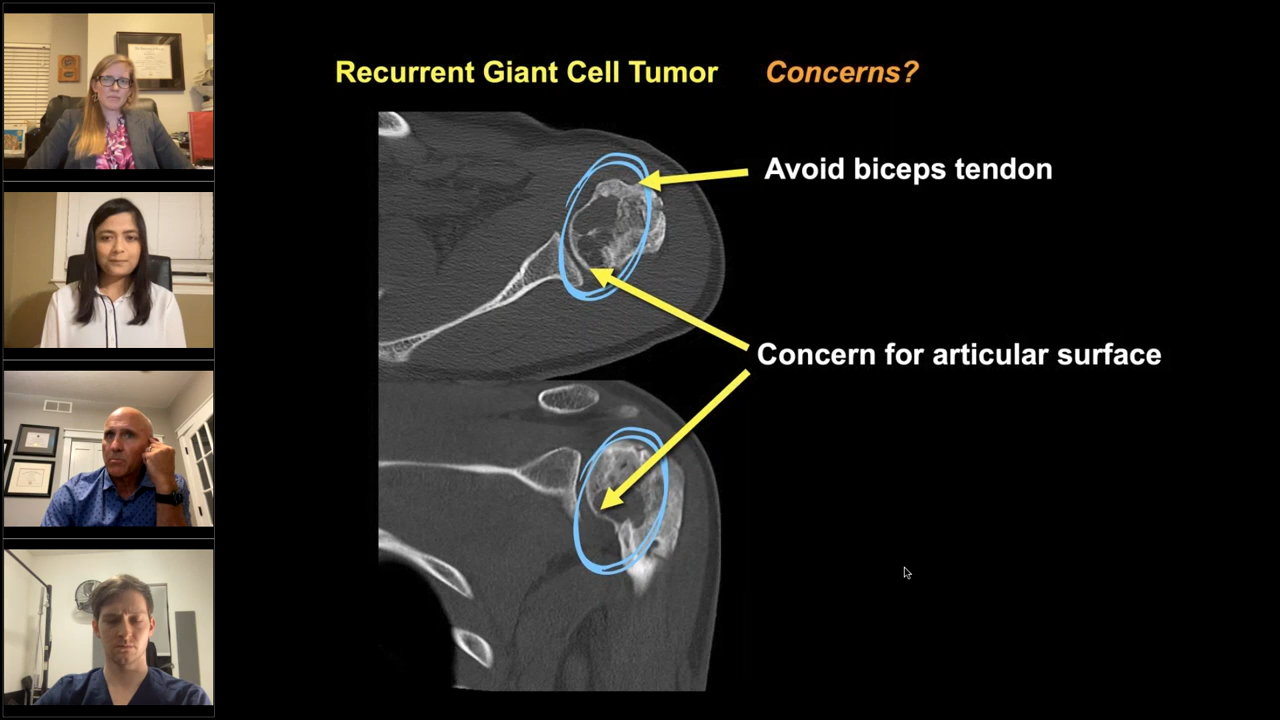 Recurrent Giant Cell Tumor Concerns?
Avoid biceps tendon
Concern for articular surface